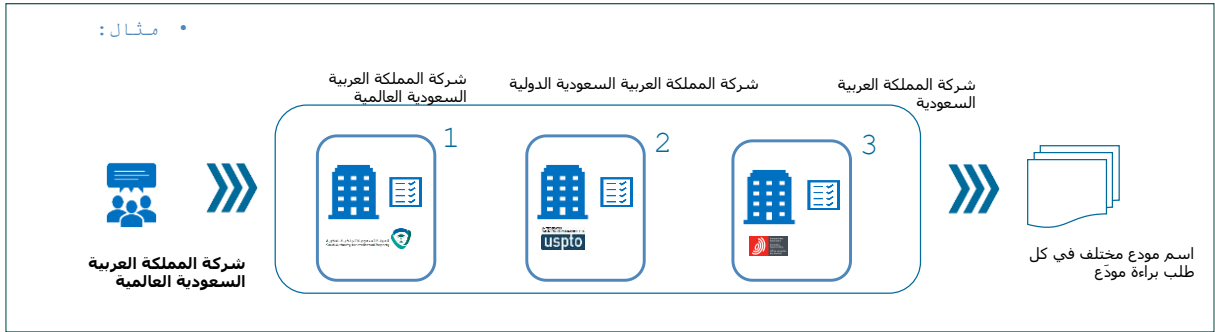 • مثال:
شركة المملكة العربية
السعودية العالمية
شركة المملكة العربية السعودية الدولية
شركة المملكة العربية
السعودية
1
2
3
uspto
شركة المملكة العربية
السعودية العالمية
اسم مودع مختلف في كل
طلب براءة مودَع